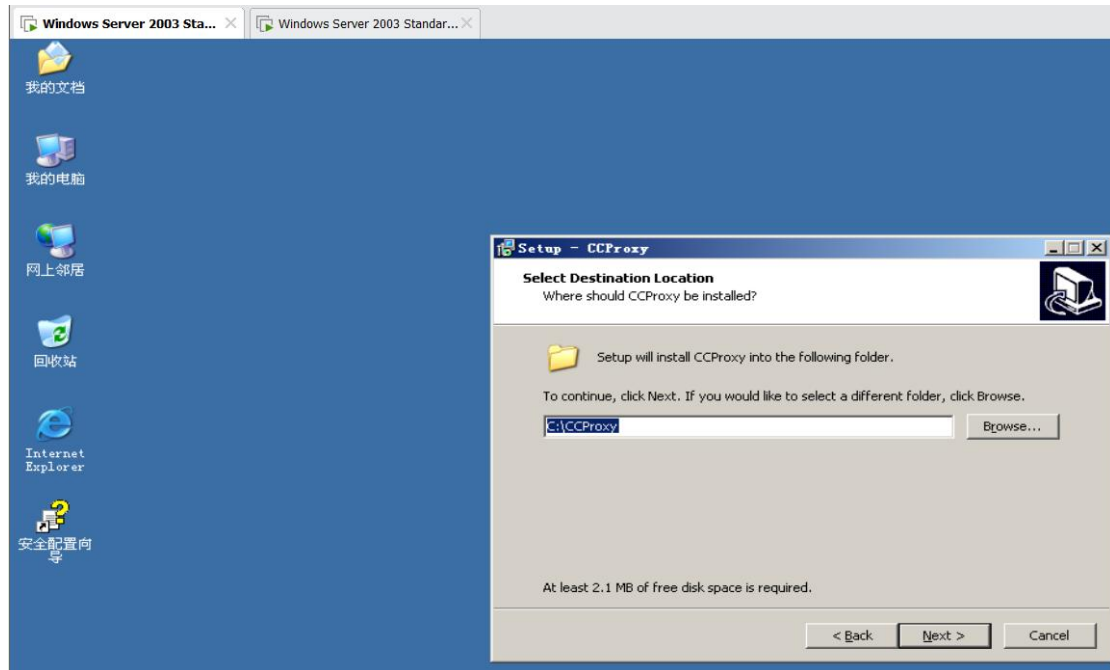 Windows Server 2003 Sta...
Windows Server 2003 Standar...
我的文档
我的电脑
网上邻居
回收站
Internet
Explorer
安全配置向
导
Setup - CCProxy
Select Destination Location
Where should CCProxy be installed?
Setup will install CCProxy into the following folder.
To continue, click Next. If you would like to select a different folder, click Browse.
C:\CCProxy
Browse...
At least 2.1 MB of free disk space is required.
< Back
Next >
Cancel